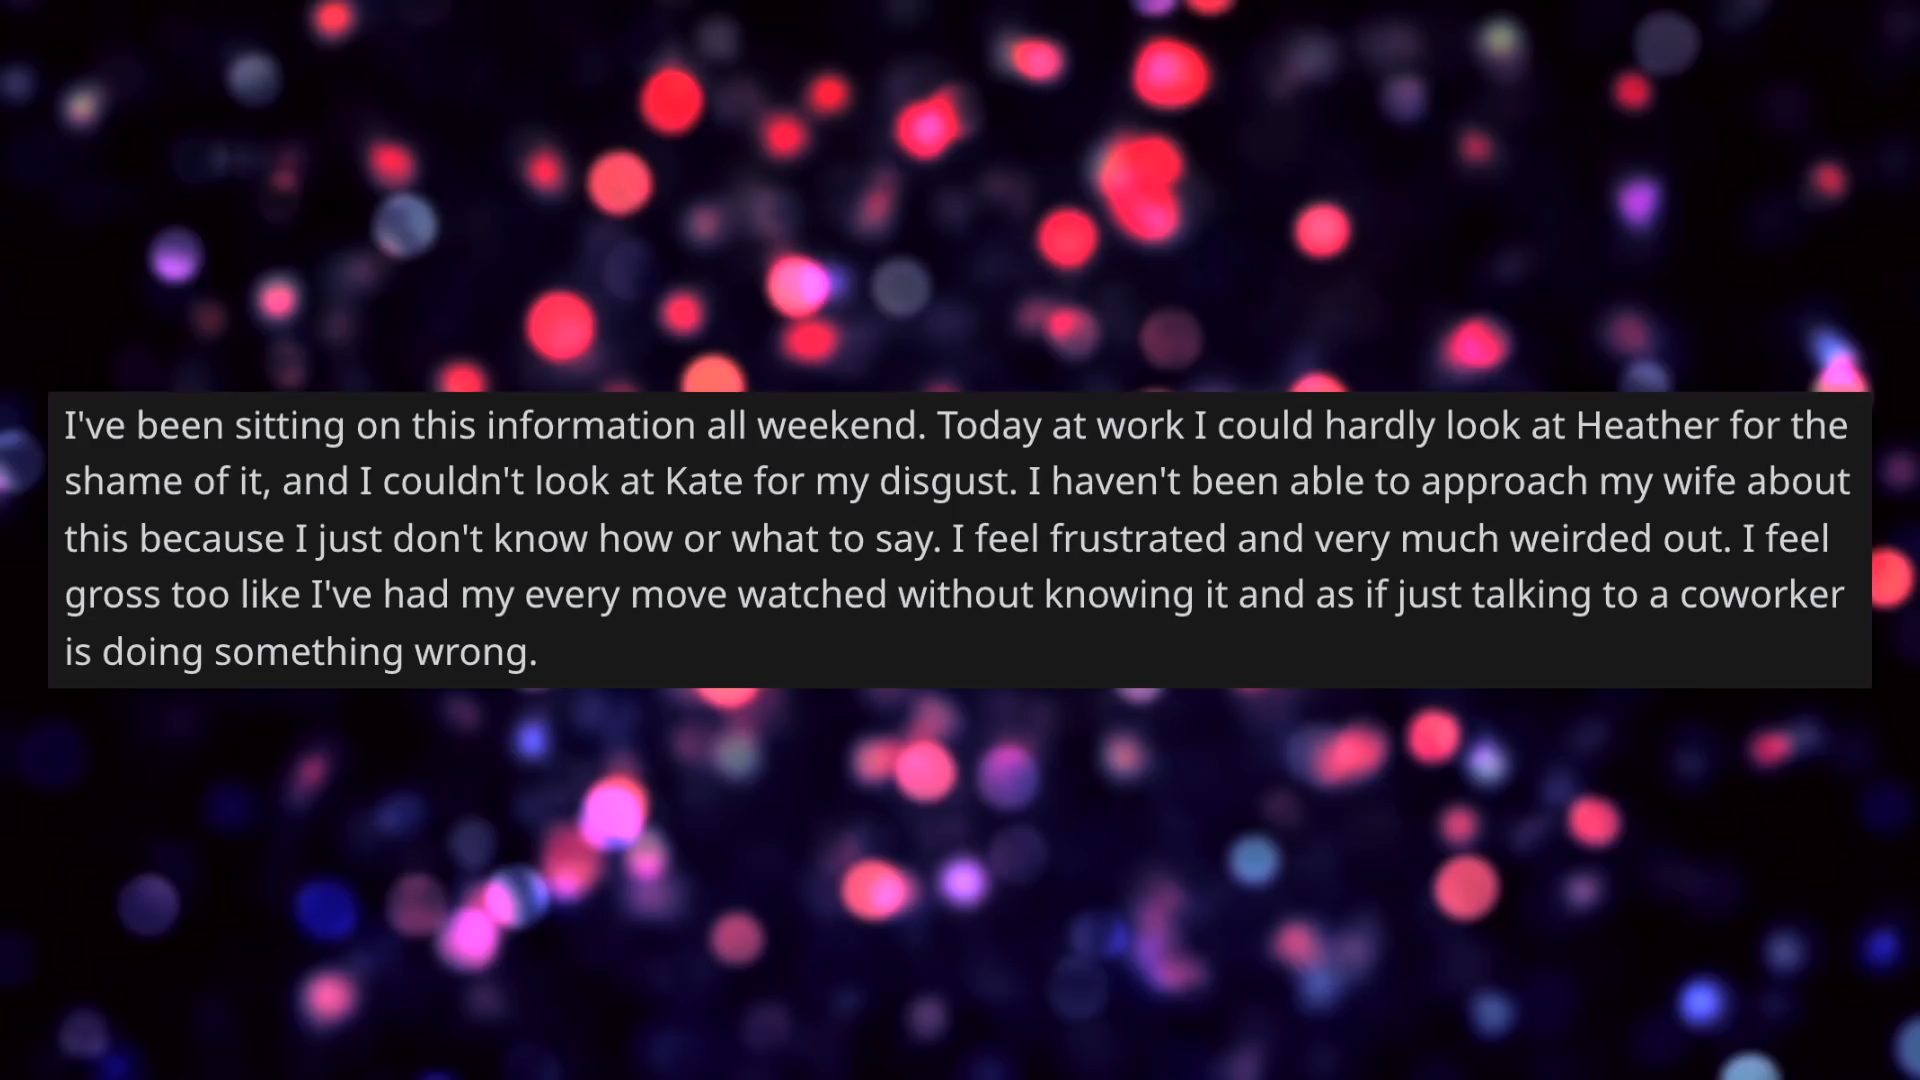 I've been sitting on this information all weekend. Today at work I could hardly look at Heather for the
shame of it, and I couldn't look at Kate for my disgust. I haven't been able to approach my wife about
this because I just don't know how or what to say. I feel frustrated and very much weirded out. I feel
gross too like I've had my every move watched without knowing it and as if just talking to a coworker
is doing something wrong.